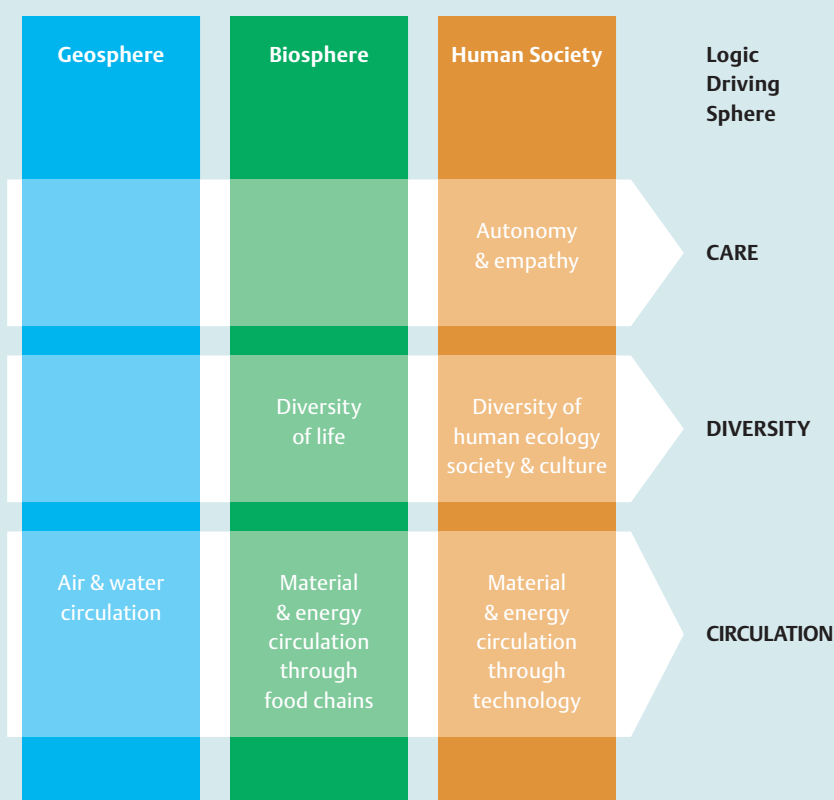 Geosphere
Biosphere
Human Society
Logic
Driving
Sphere
Autonomy
& empathy
CARE
Diversity
of life
Diversity of
human ecology
society & culture
DIVERSITY
Air & water
circulation
Material
& energy
circulation
through
food chains
Material
& energy
circulation
through
technology
CIRCULATION